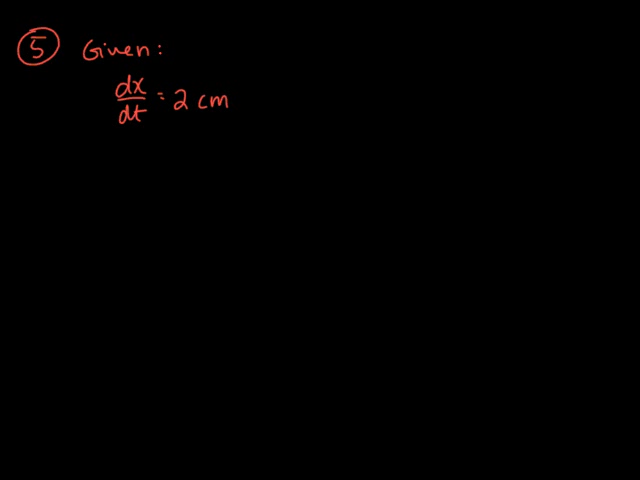 ⑤ Given:
dx/dt = 2 cm